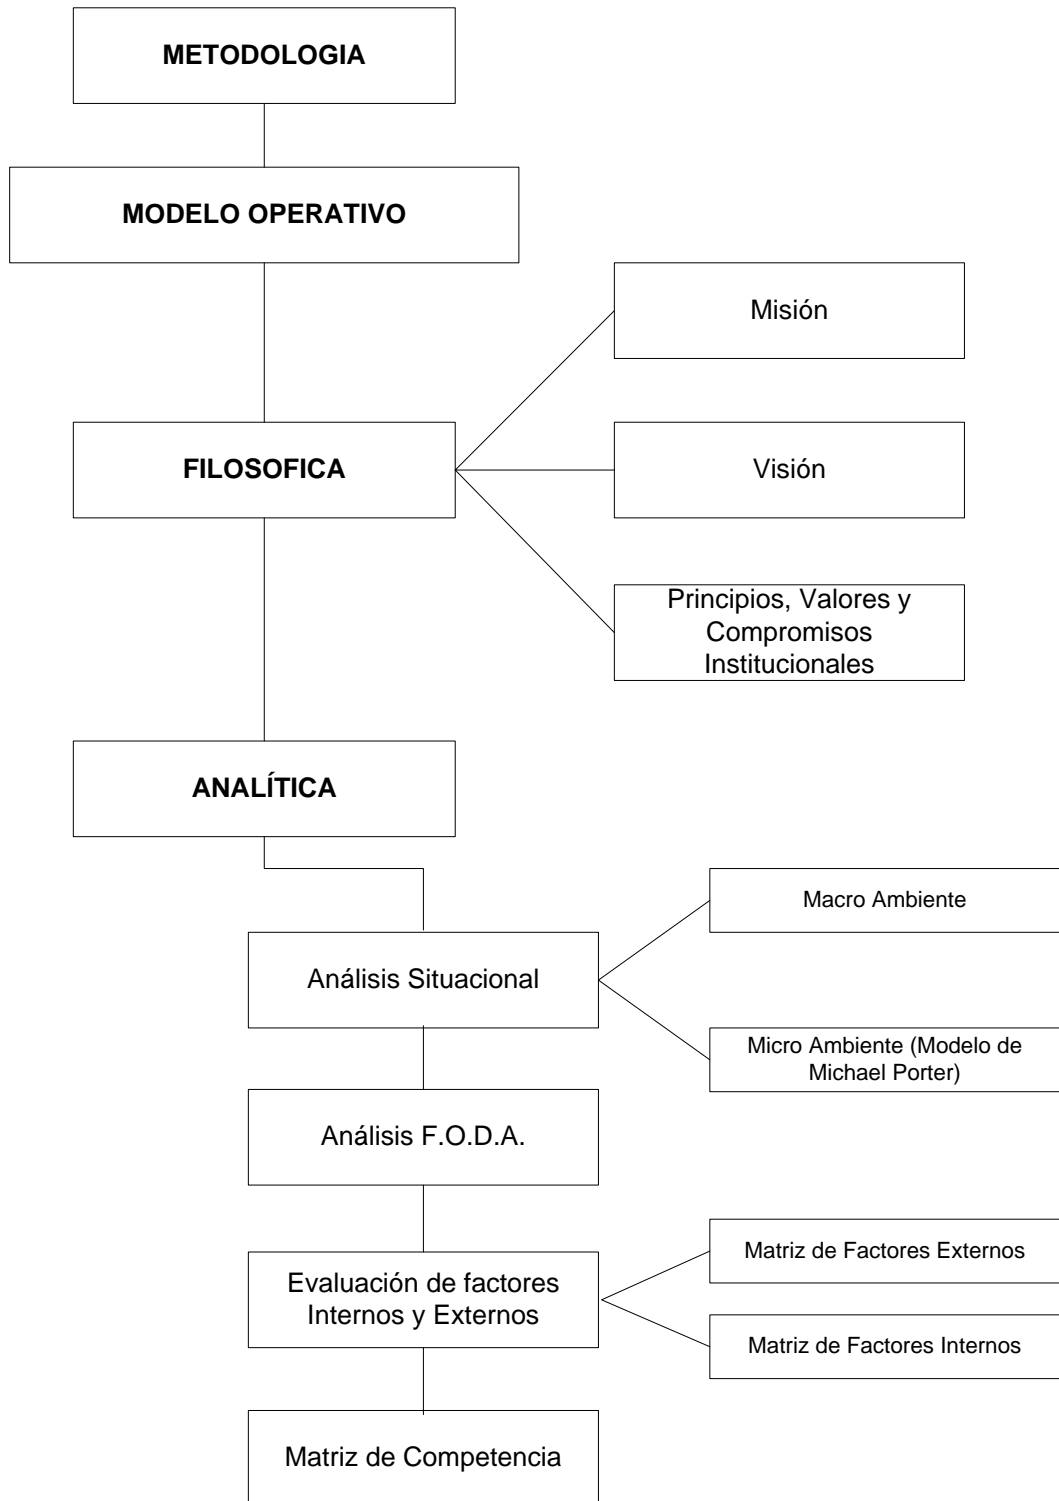 METODOLOGIA
MODELO OPERATIVO
Misión
FILOSOFICA
Visión
Principios, Valores y
Compromisos
Institucionales
ANALÍTICA
Macro Ambiente
Análisis Situacional
Micro Ambiente (Modelo de
Michael Porter)
Análisis F.O.D.A.
Matriz de Factores Externos
Evaluación de factores
Internos y Externos
Matriz de Factores Internos
Matriz de Competencia